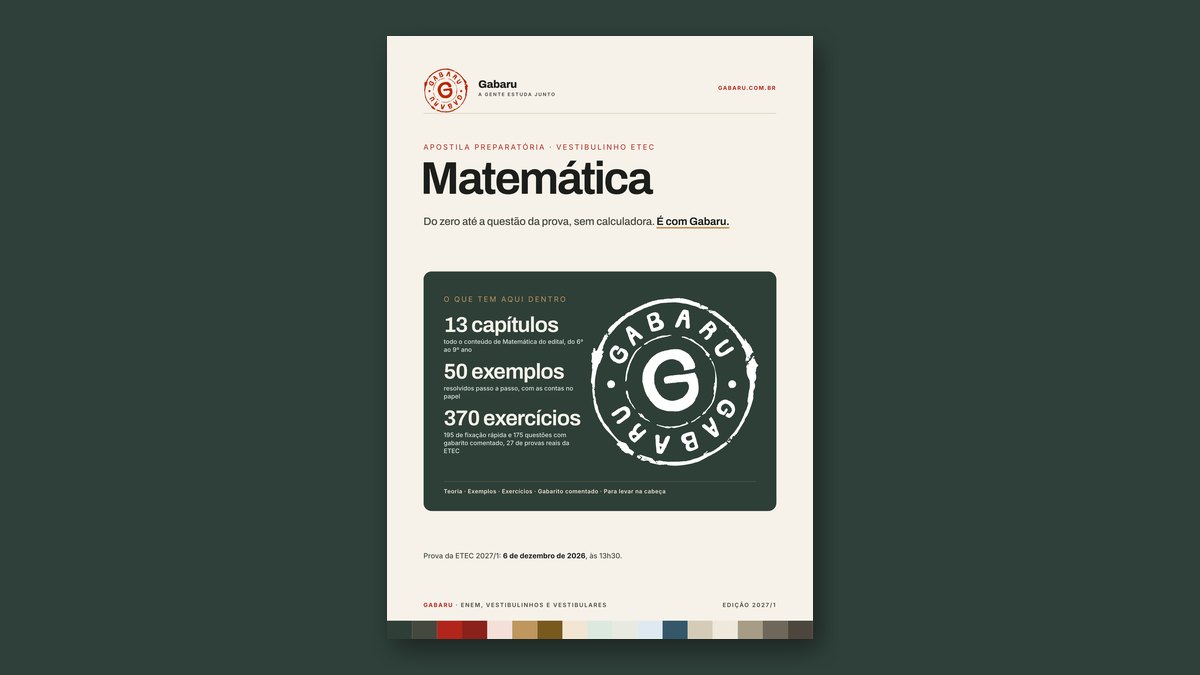 GABARU
G
GABARU
Gabaru
A GENTE ESTUDA JUNTO
GABARU.COM.BR
APOSTILA PREPARATÓRIA · VESTIBULINHO ETEC
Matemática
Do zero até a questão da prova, sem calculadora. É com Gabaru.
O QUE TEM AQUI DENTRO
13 capítulos
todo o conteúdo de Matemática do edital, do 6º
ao 9º ano
50 exemplos
resolvidos passo a passo, com as contas no
papel
370 exercícios
195 de fixação rápida e 175 questões com
gabarito comentado, 27 de provas reais da
ETEC
GABARU
G
GABARU
Teoria · Exemplos · Exercícios · Gabarito comentado · Para levar na cabeça
Prova da ETEC 2027/1: 6 de dezembro de 2026, às 13h30.
GABARU · ENEM, VESTIBULINHOS E VESTIBULARES
EDIÇÃO 2027/1